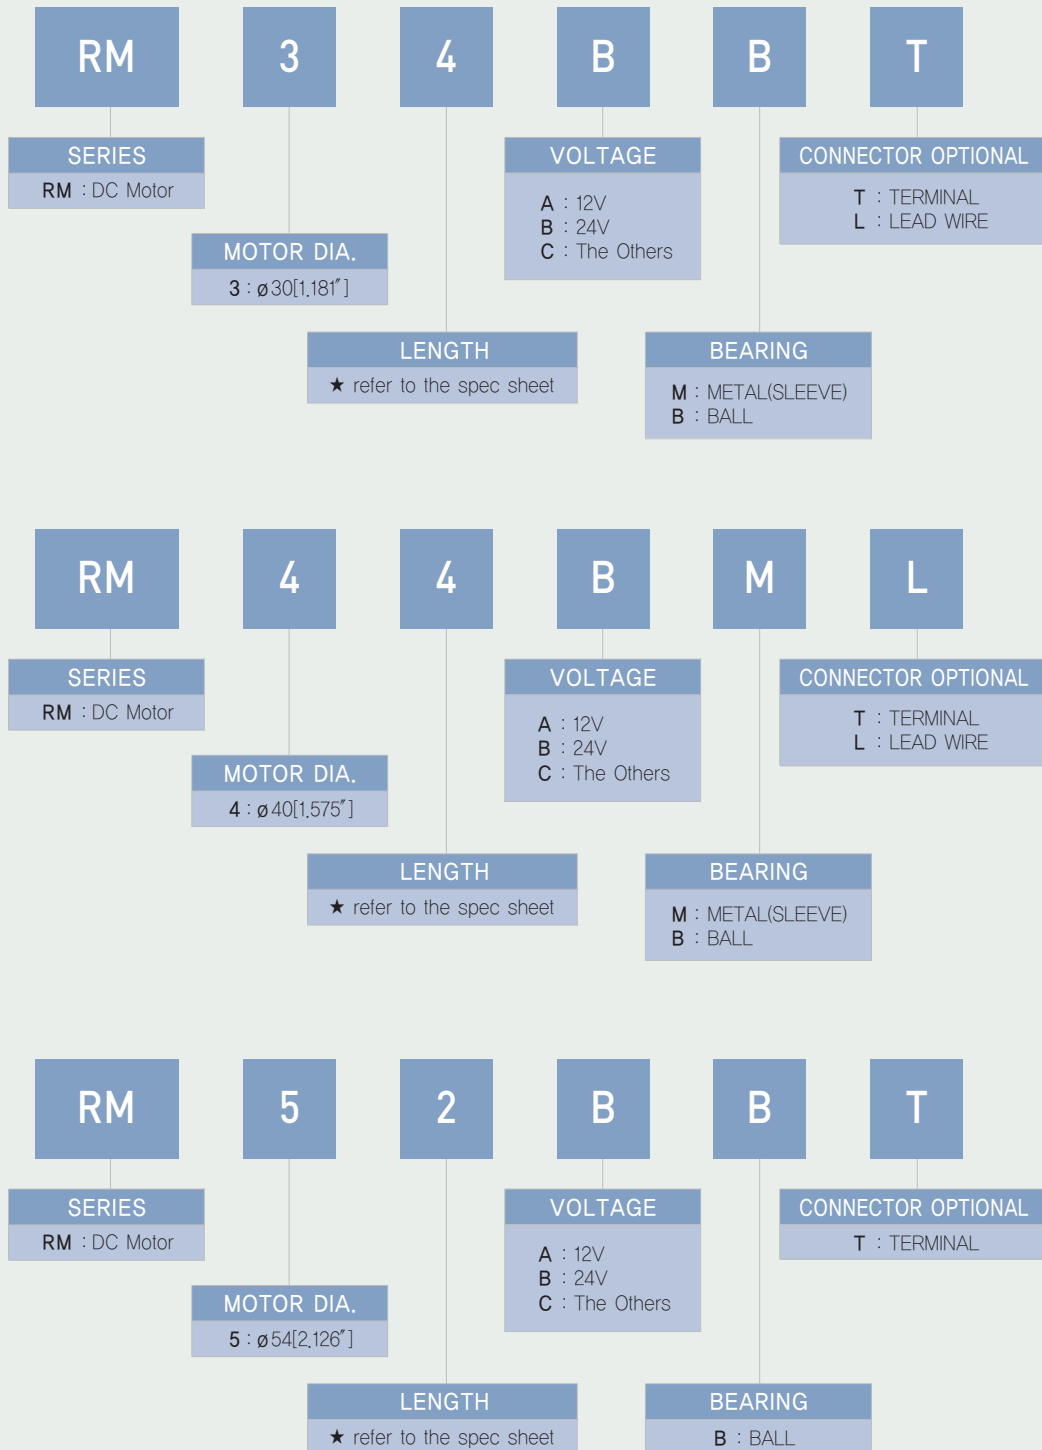 RM 3 4 B B T
SERIES
RM : DC Motor
MOTOR DIA.
3 : ø30[1.181″]
LENGTH
★ refer to the spec sheet
VOLTAGE
A : 12V
B : 24V
C : The Others
BEARING
M : METAL(SLEEVE)
B : BALL
CONNECTOR OPTIONAL
T : TERMINAL
L : LEAD WIRE
RM 4 4 B M L
SERIES
RM : DC Motor
MOTOR DIA.
4 : ø40[1.575″]
LENGTH
★ refer to the spec sheet
VOLTAGE
A : 12V
B : 24V
C : The Others
BEARING
M : METAL(SLEEVE)
B : BALL
CONNECTOR OPTIONAL
T : TERMINAL
L : LEAD WIRE
RM 5 2 B B T
SERIES
RM : DC Motor
MOTOR DIA.
5 : ø54[2.126″]
LENGTH
★ refer to the spec sheet
VOLTAGE
A : 12V
B : 24V
C : The Others
BEARING
B : BALL
CONNECTOR OPTIONAL
T : TERMINAL